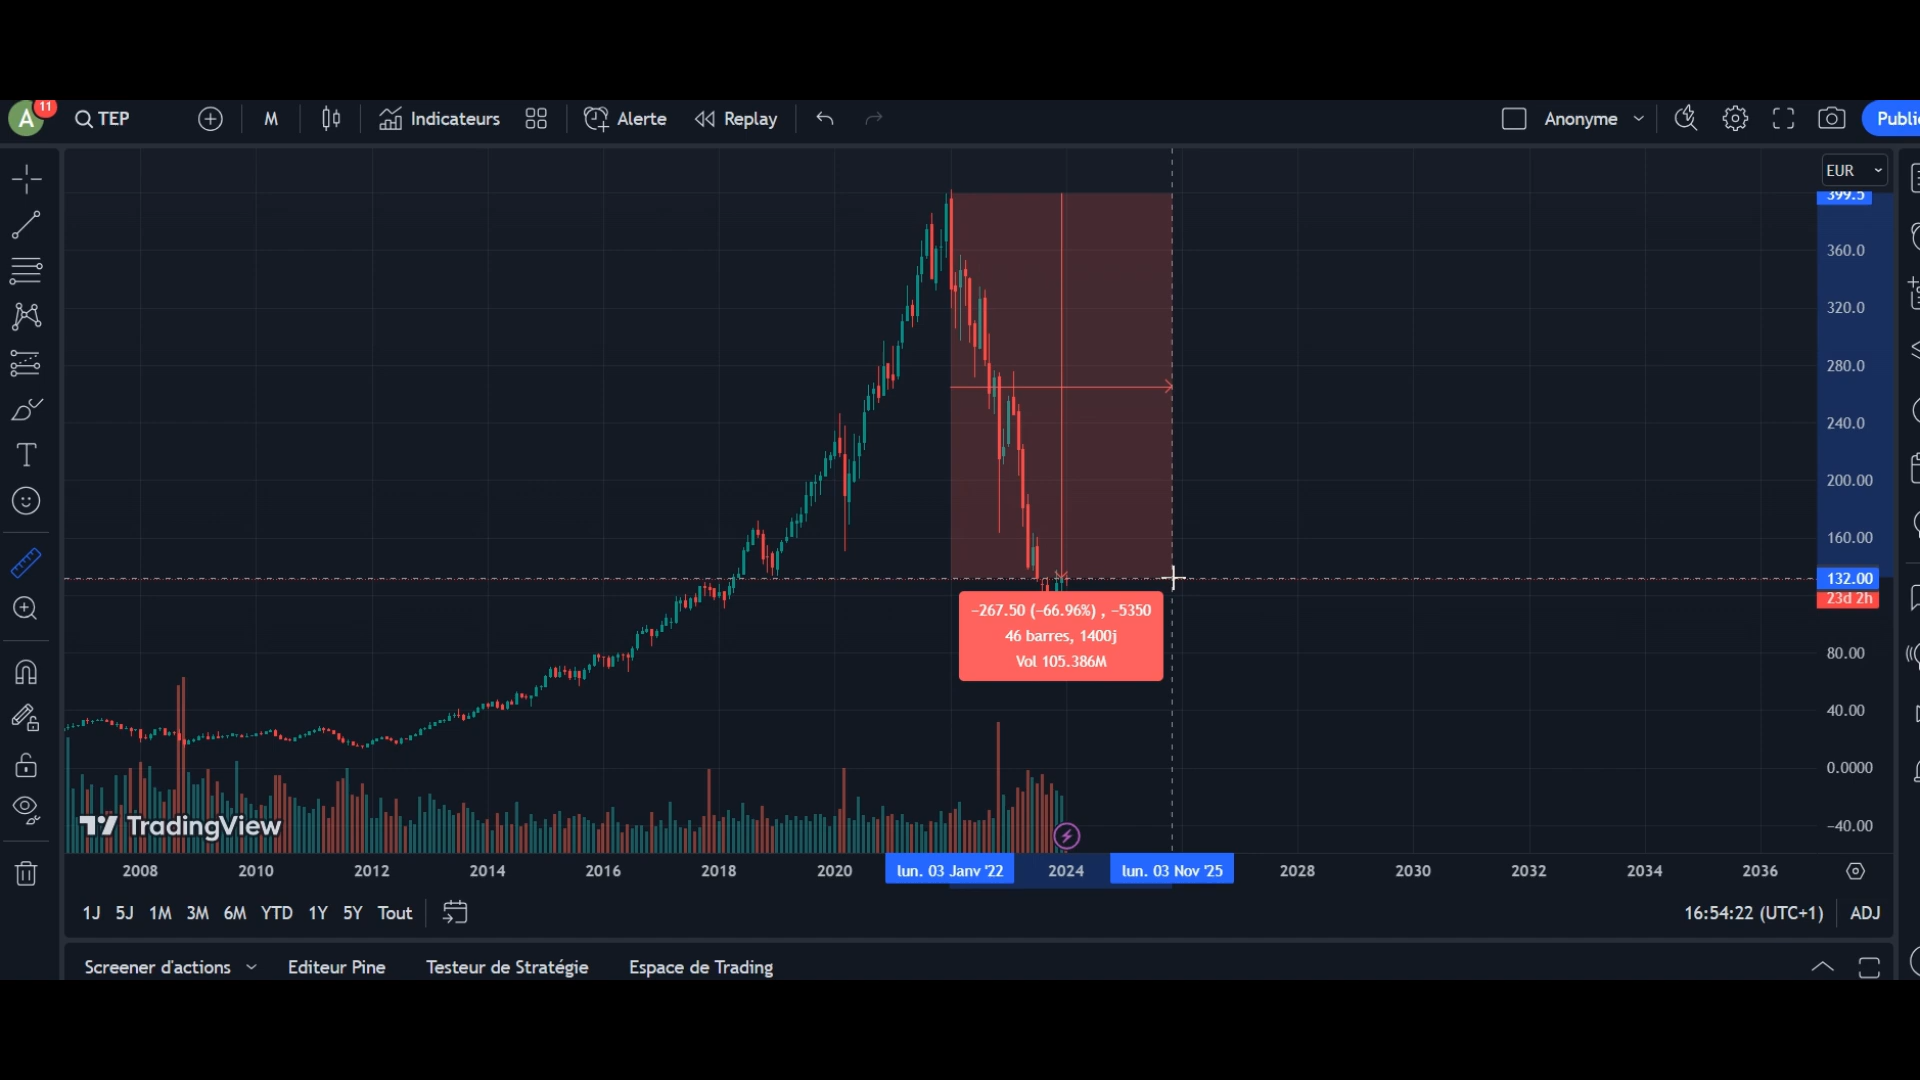 A
11
TEP
M
Indicateurs
Alerte
Replay
Anonyme
EUR
399.5
360.0
320.0
280.0
240.0
200.00
160.00
132.00
23d 2h
80.00
40.00
0.0000
-40.00
-267.50 (-66.96%) , -5350
46 barres, 1400j
Vol 105.386M
TradingView
2008
2010
2012
2014
2016
2018
2020
lun. 03 Janv '22
2024
lun. 03 Nov '25
2028
2030
2032
2034
2036
1J 5J 1M 3M 6M YTD 1Y 5Y Tout
16:54:22 (UTC+1)
ADJ
Screener d'actions
Editeur Pine
Testeur de Stratégie
Espace de Trading